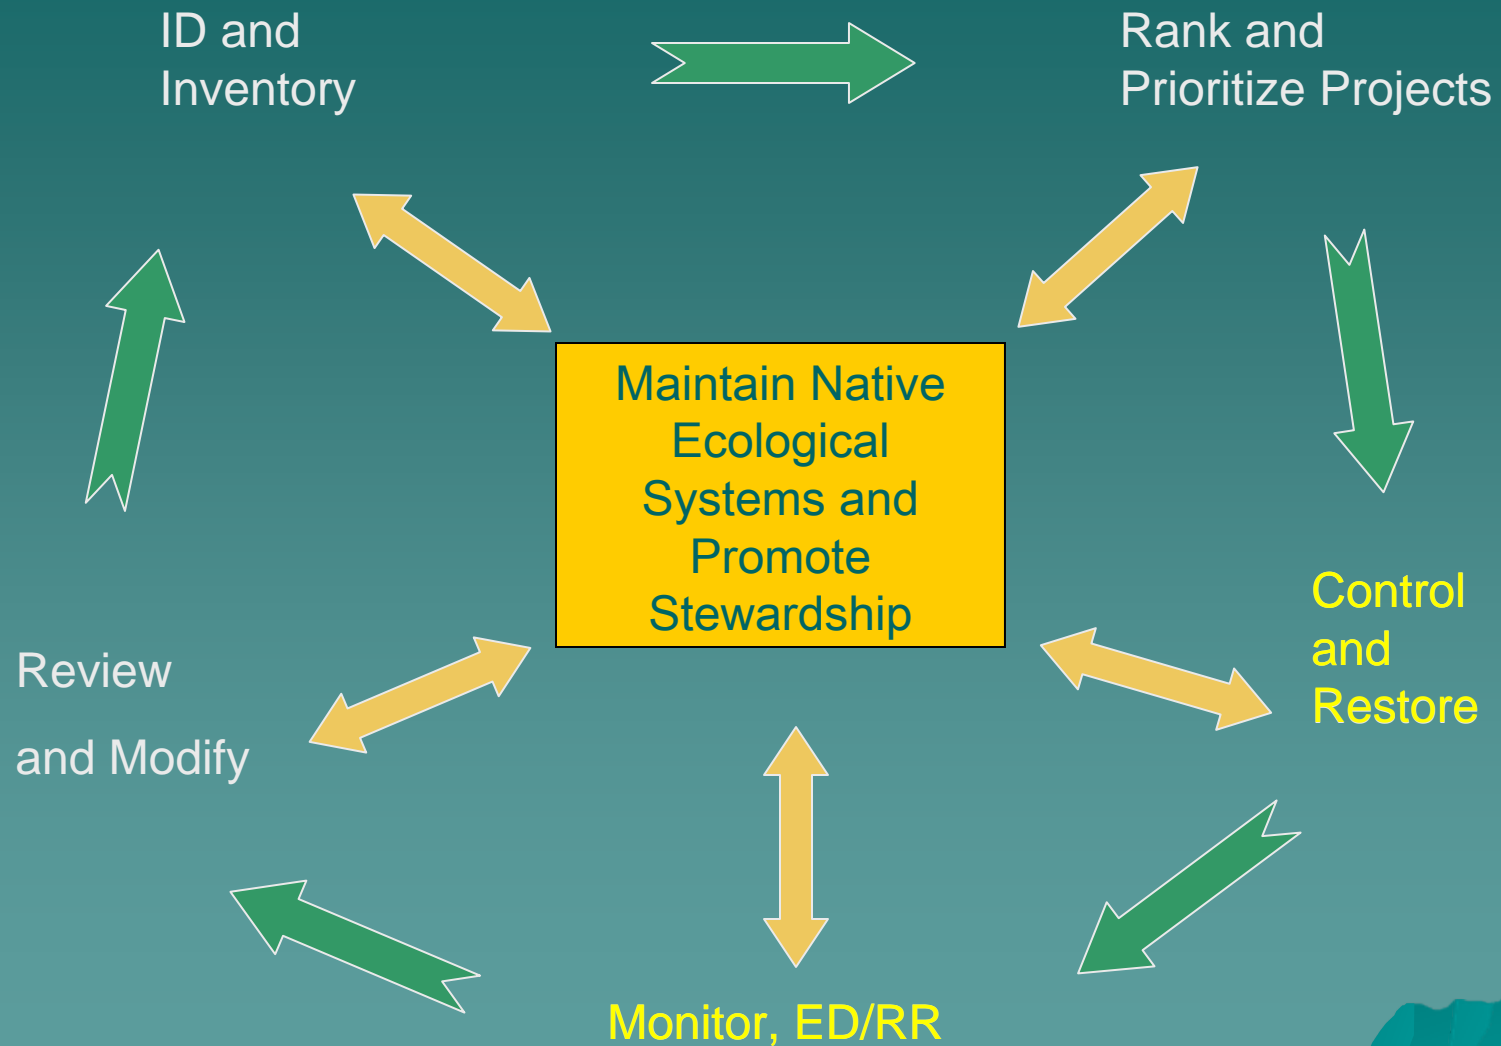 ID and
Inventory
Rank and
Prioritize Projects
Maintain Native
Ecological
Systems and
Promote
Stewardship
Control
and
Restore
Review
and Modify
Monitor, ED/RR